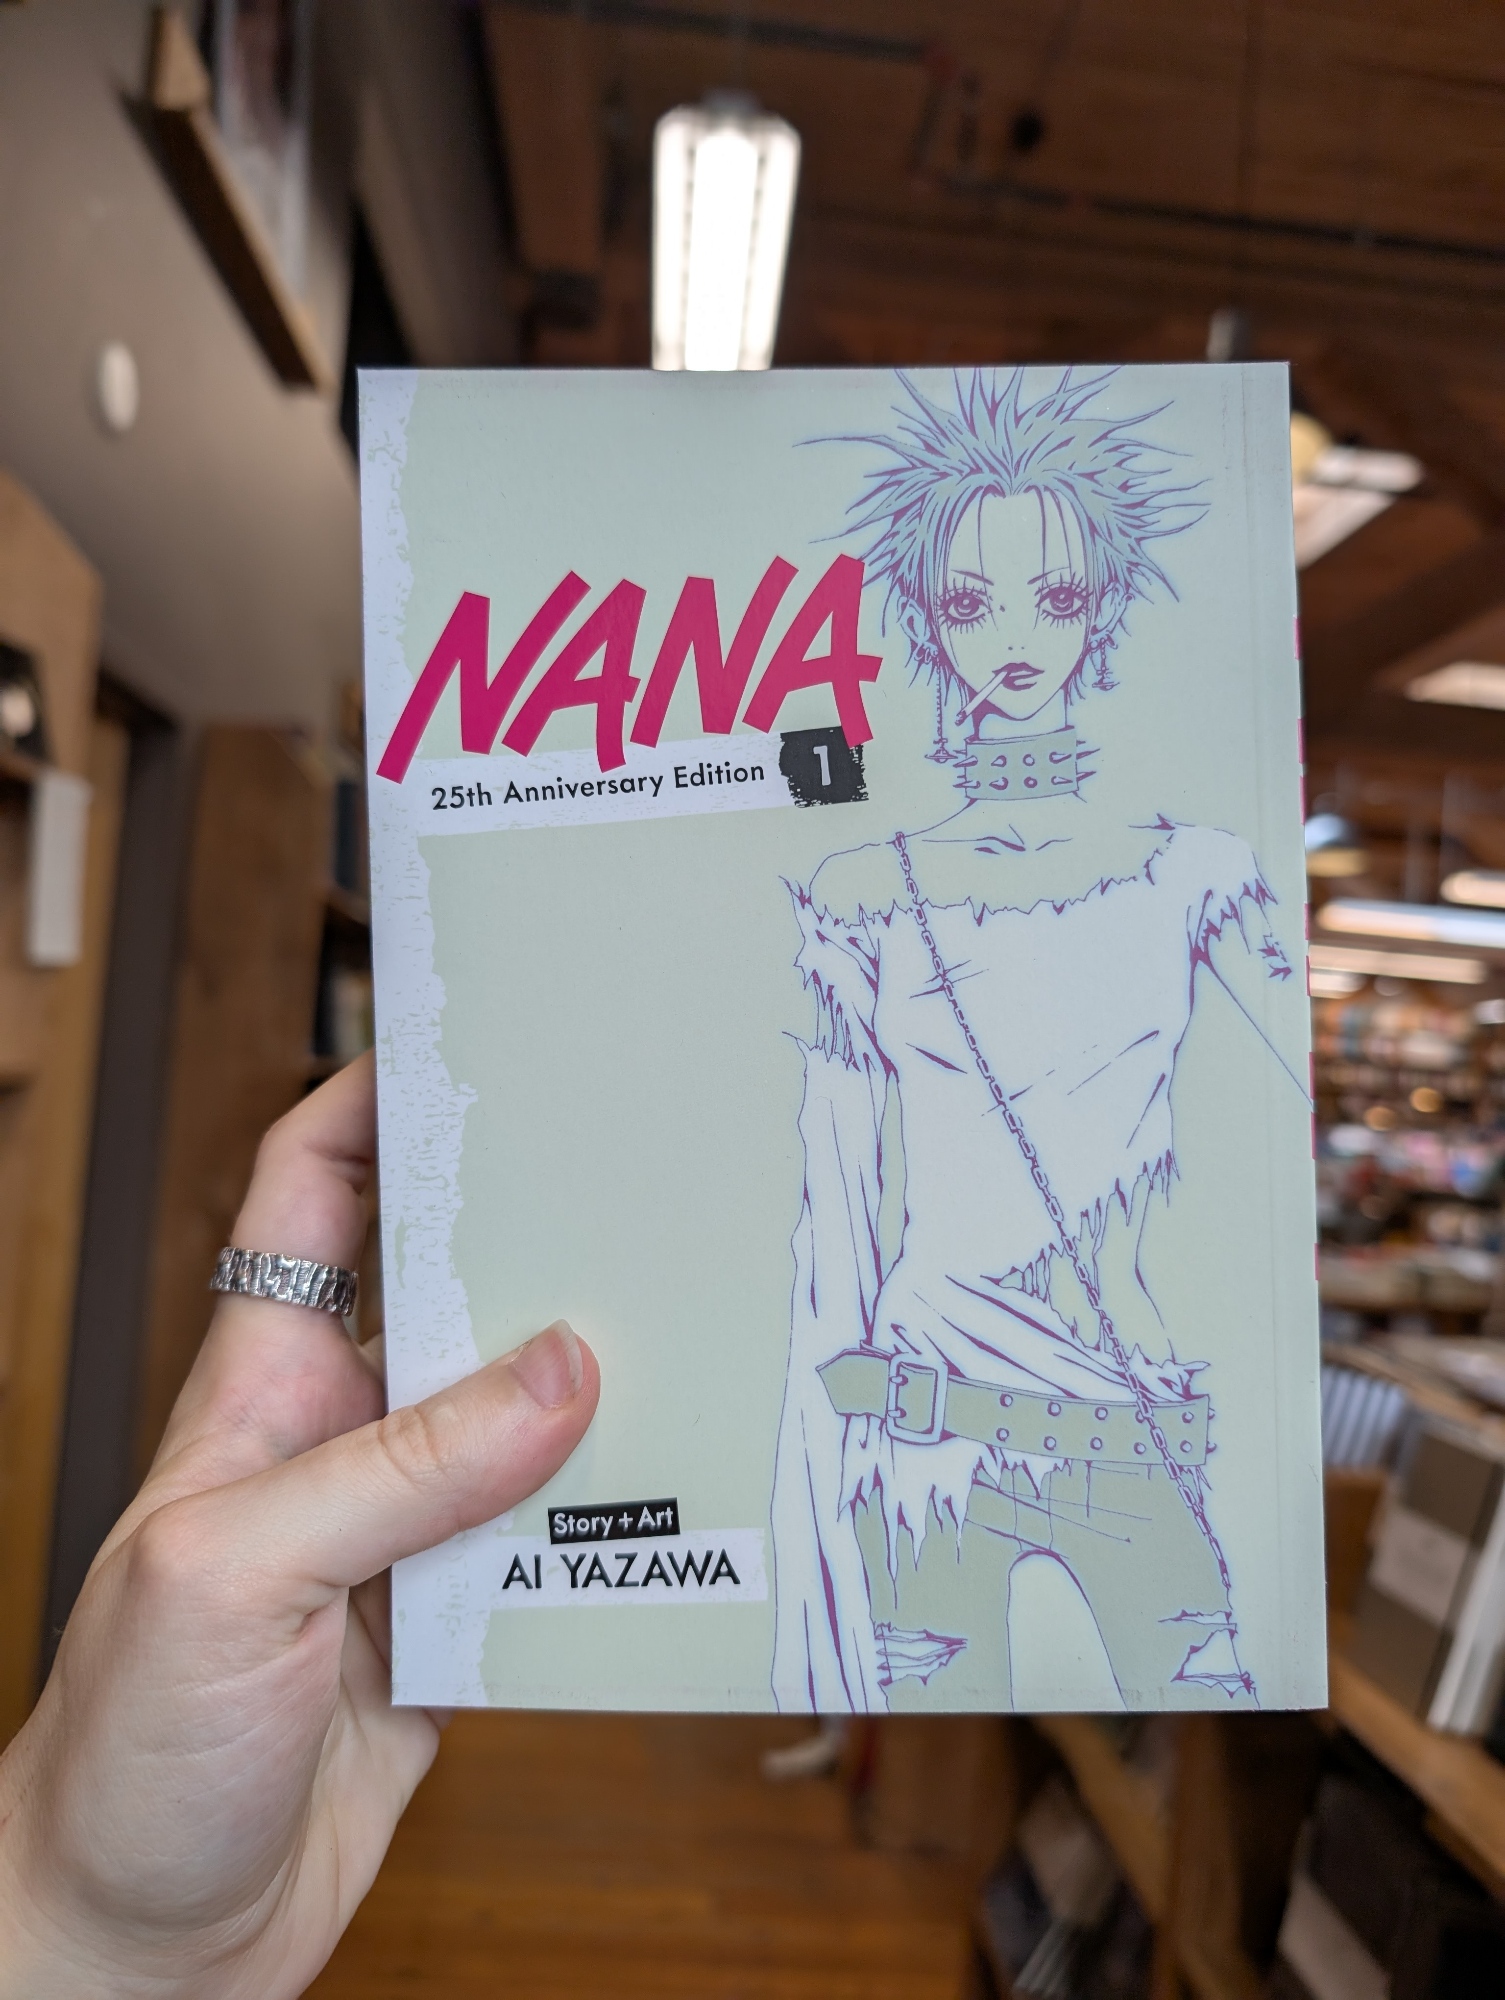 NANA
25th Anniversary Edition 1
Story + Art
AI YAZAWA